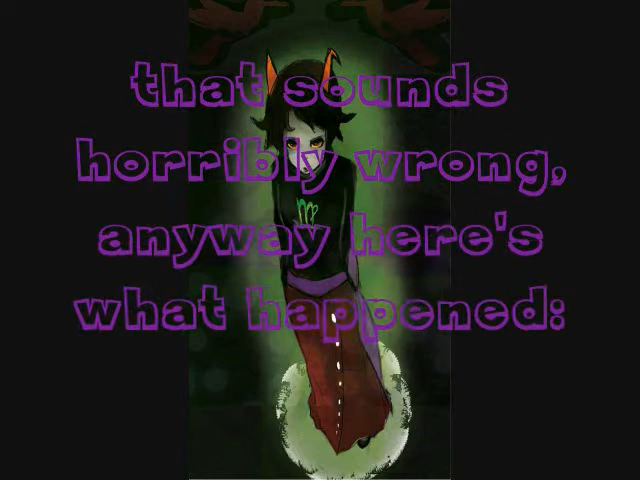 that sounds
horribly wrong,
anyway here's
what happened: